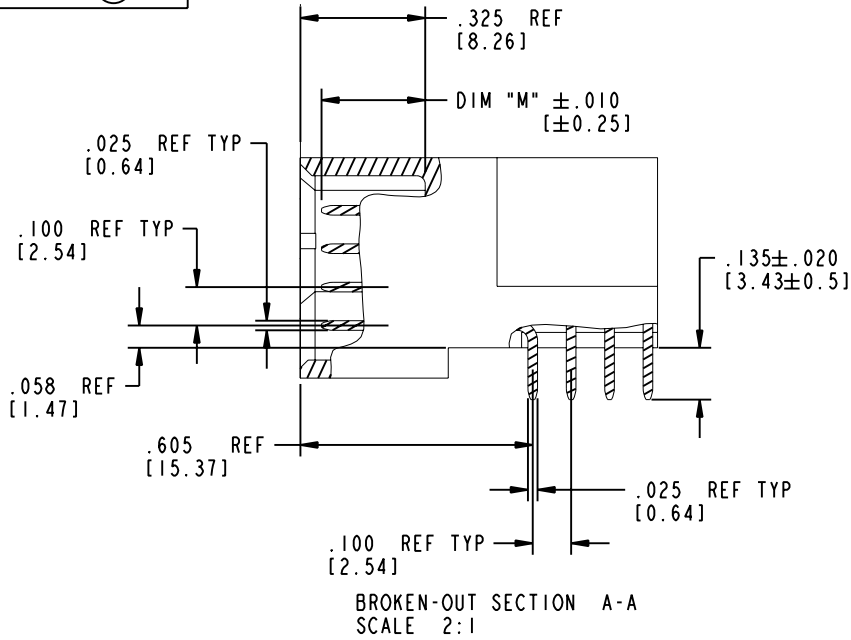 .325 REF
[8.26]
DIM "M" ±.010
[±0.25]
.025 REF TYP
[0.64]
.100 REF TYP
[2.54]
.135±.020
[3.43±0.5]
.058 REF
[1.47]
.605 REF
[15.37]
.025 REF TYP
[0.64]
.100 REF TYP
[2.54]
BROKEN-OUT SECTION A-A
SCALE 2:1